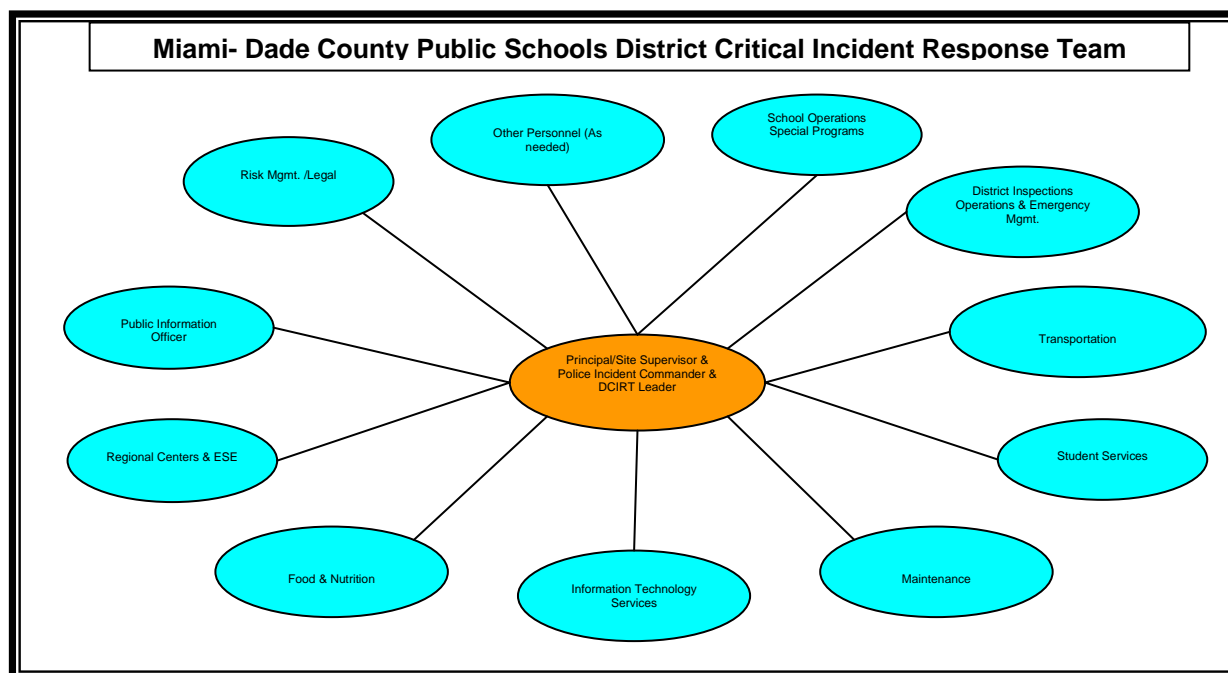 Miami- Dade County Public Schools District Critical Incident Response Team
Other Personnel (As
needed)
School Operations
Special Programs
Risk Mgmt. /Legal
District Inspections
Operations & Emergency
Mgmt.
Public Information
Officer
Transportation
Principal/Site Supervisor &
Police Incident Commander &
DCIRT Leader
Regional Centers & ESE
Student Services
Food & Nutrition
Information Technology
Services
Maintenance